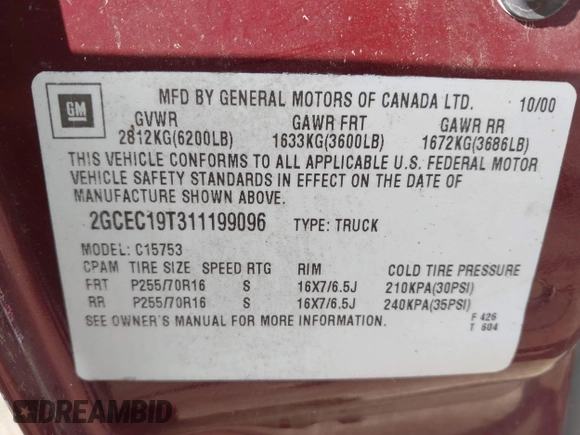 GM
MFD BY GENERAL MOTORS OF CANADA LTD. 10/00
GVWR GAWR FRT GAWR RR
2812KG(6200LB) 1633KG(3600LB) 1672KG(3686LB)
THIS VEHICLE CONFORMS TO ALL APPLICABLE U.S. FEDERAL MOTOR
VEHICLE SAFETY STANDARDS IN EFFECT ON THE DATE OF
MANUFACTURE SHOWN ABOVE.
2GCEC19T311199096 TYPE: TRUCK
MODEL: C15753
CPAM TIRE SIZE SPEED RTG RIM COLD TIRE PRESSURE
FRT P255/70R16 S 16X7/6.5J 210KPA(30PSI)
RR P255/70R16 S 16X7/6.5J 240KPA(35PSI)
SEE OWNER'S MANUAL FOR MORE INFORMATION. F 426
T 604
DREAMBID